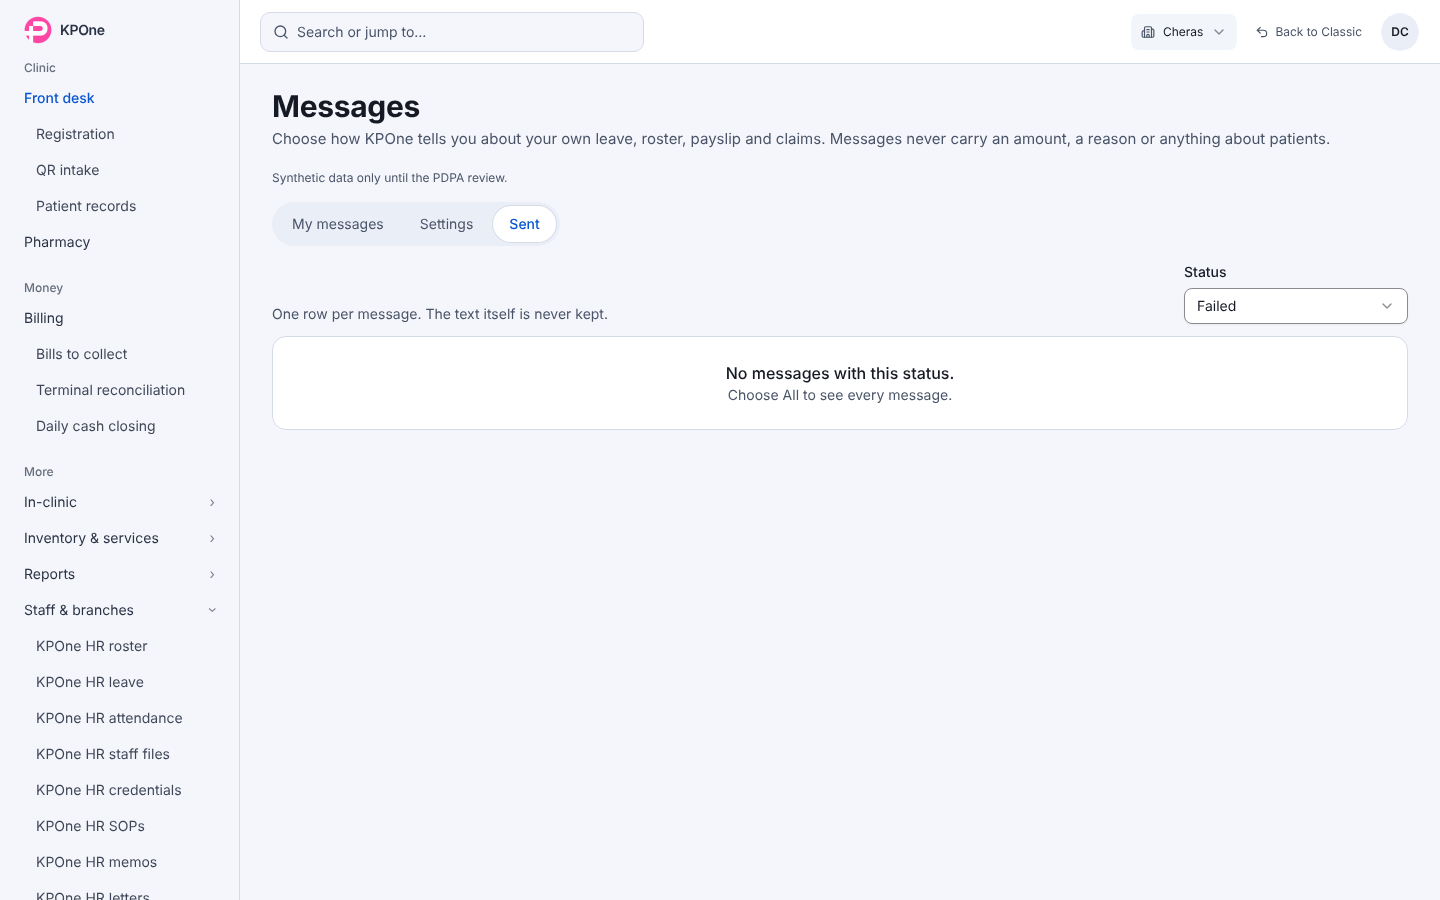 KPOne
Clinic
Front desk
Registration
QR intake
Patient records
Pharmacy
Money
Billing
Bills to collect
Terminal reconciliation
Daily cash closing
More
In-clinic
Inventory & services
Reports
Staff & branches
KPOne HR roster
KPOne HR leave
KPOne HR attendance
KPOne HR staff files
KPOne HR credentials
KPOne HR SOPs
KPOne HR memos
KPOne HR letters
Search or jump to...
Cheras
Back to Classic
DC
Messages
Choose how KPOne tells you about your own leave, roster, payslip and claims. Messages never carry an amount, a reason or anything about patients.
Synthetic data only until the PDPA review.
My messages
Settings
Sent
Status
Failed
One row per message. The text itself is never kept.
No messages with this status.
Choose All to see every message.